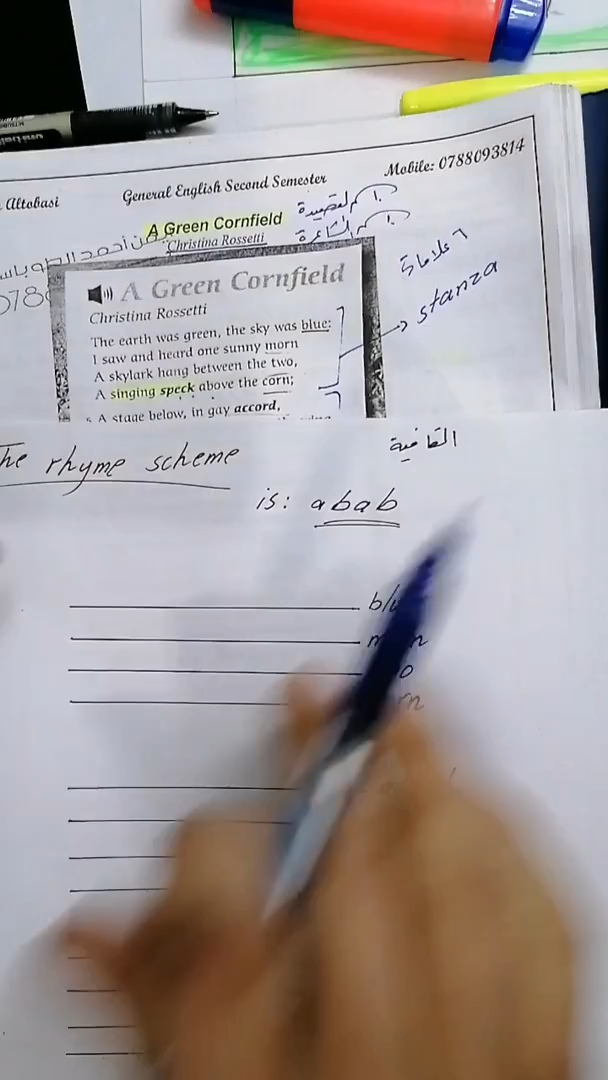 Altobasi General English Second Semester Mobile: 0788093814
A Green Cornfield
Christina Rossetti
A Green Cornfield
Christina Rossetti
The earth was green, the sky was blue:
I saw and heard one sunny morn
A skylark hang between the two,
A singing speck above the corn;
A stage below, in gay accord,
stanza
The rhyme scheme
القافية
is: abab